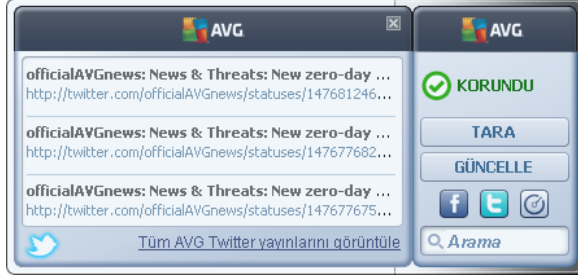 AVG
officialAVGnews: News & Threats: New zero-day ...
http://twitter.com/officialAVGnews/statuses/147681246...
officialAVGnews: News & Threats: New zero-day ...
http://twitter.com/officialAVGnews/statuses/147677682...
officialAVGnews: News & Threats: New zero-day ...
http://twitter.com/officialAVGnews/statuses/147677675...
Tüm AVG Twitter yayınlarını görüntüle
AVG
KORUNDU
TARA
GÜNCELLE
Arama